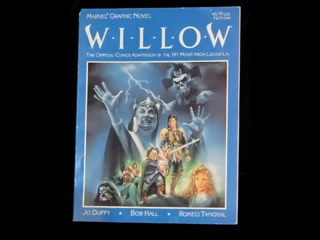 MARVEL GRAPHIC NOVEL
WILLOW
THE OFFICIAL COMICS ADAPTATION OF THE HIT MOVIE FROM LUCASFILM
JO DUFFY • BOB HALL • ROMEO TANGHAL